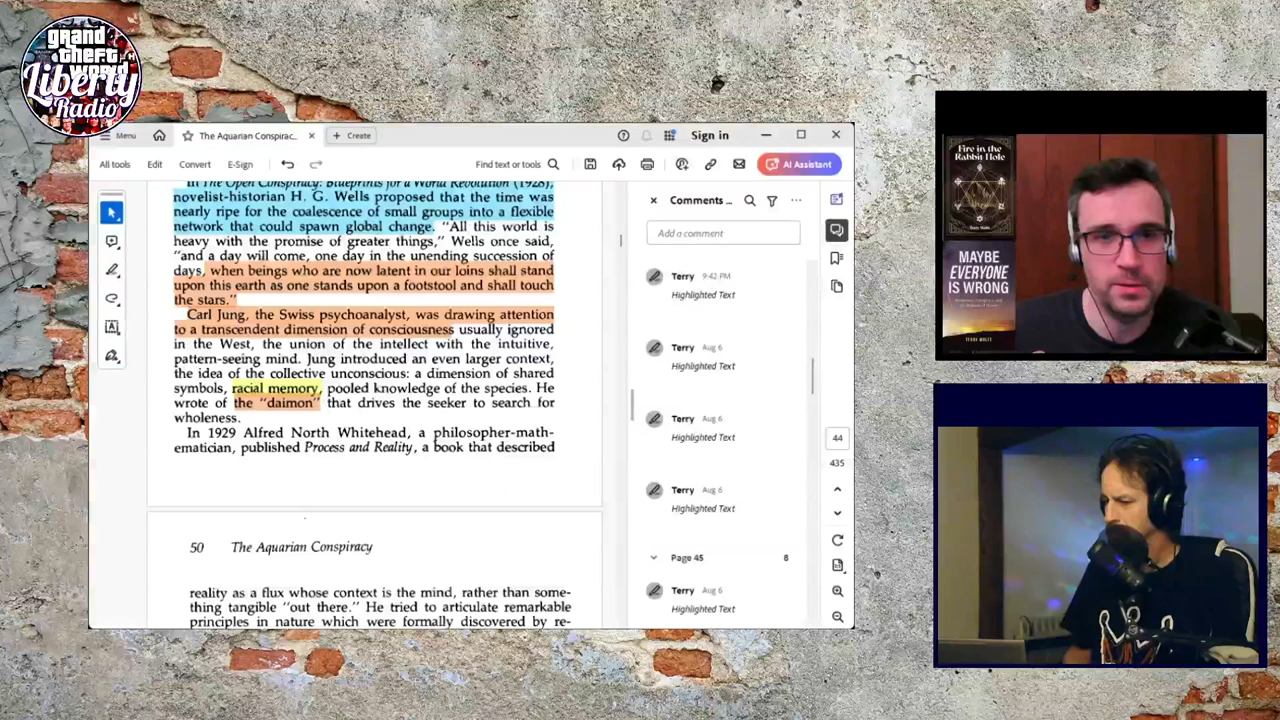 grand
theft
world
Liberty
Radio
Menu
The Aquarian Conspirac...
+ Create
Sign in
All tools
Edit
Convert
E-Sign
Find text or tools
AI Assistant
In The Open Conspiracy: Blueprints for a World Revolution (1928),
novelist-historian H. G. Wells proposed that the time was
nearly ripe for the coalescence of small groups into a flexible
network that could spawn global change. "All this world is
heavy with the promise of greater things," Wells once said,
"and a day will come, one day in the unending succession of
days, when beings who are now latent in our loins shall stand
upon this earth as one stands upon a footstool and shall touch
the stars."
Carl Jung, the Swiss psychoanalyst, was drawing attention
to a transcendent dimension of consciousness usually ignored
in the West, the union of the intellect with the intuitive,
pattern-seeing mind. Jung introduced an even larger context,
the idea of the collective unconscious: a dimension of shared
symbols, racial memory, pooled knowledge of the species. He
wrote of the "daimon" that drives the seeker to search for
wholeness.
In 1929 Alfred North Whitehead, a philosopher-math-
ematician, published Process and Reality, a book that described
50 The Aquarian Conspiracy
reality as a flux whose context is the mind, rather than some-
thing tangible "out there." He tried to articulate remarkable
principles in nature which were formally discovered by re-
Comments ...
Add a comment
Terry 9:42 PM
Highlighted Text
Terry Aug 6
Highlighted Text
Terry Aug 6
Highlighted Text
Terry Aug 6
Highlighted Text
Page 45 8
Terry Aug 6
Highlighted Text
44
435
Fire in the
Rabbit Hole
MAYBE
EVERYONE
IS WRONG